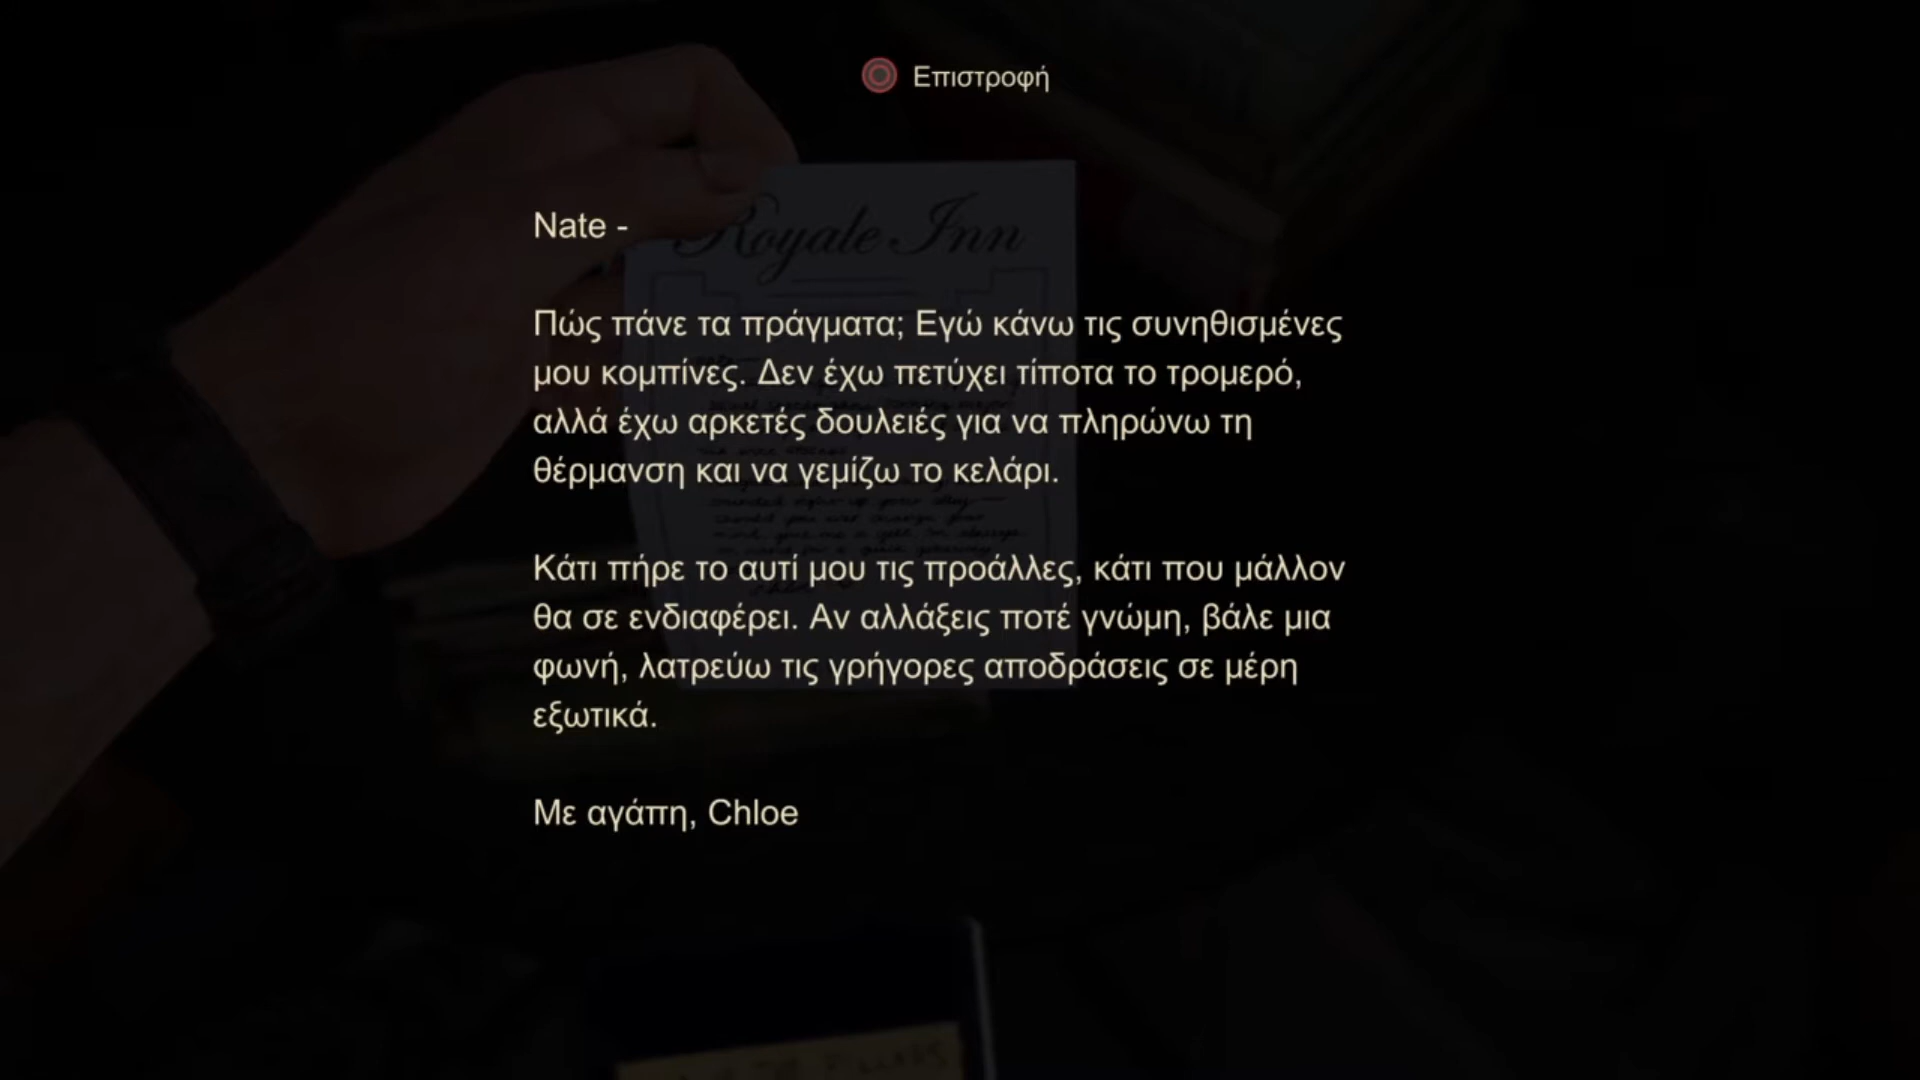 Επιστροφή
Royale Inn
Nate -
Πώς πάνε τα πράγματα; Εγώ κάνω τις συνηθισμένες
μου κομπίνες. Δεν έχω πετύχει τίποτα το τρομερό,
αλλά έχω αρκετές δουλειές για να πληρώνω τη
θέρμανση και να γεμίζω το κελάρι.
Κάτι πήρε το αυτί μου τις προάλλες, κάτι που μάλλον
θα σε ενδιαφέρει. Αν αλλάξεις ποτέ γνώμη, βάλε μια
φωνή, λατρεύω τις γρήγορες αποδράσεις σε μέρη
εξωτικά.
Με αγάπη, Chloe